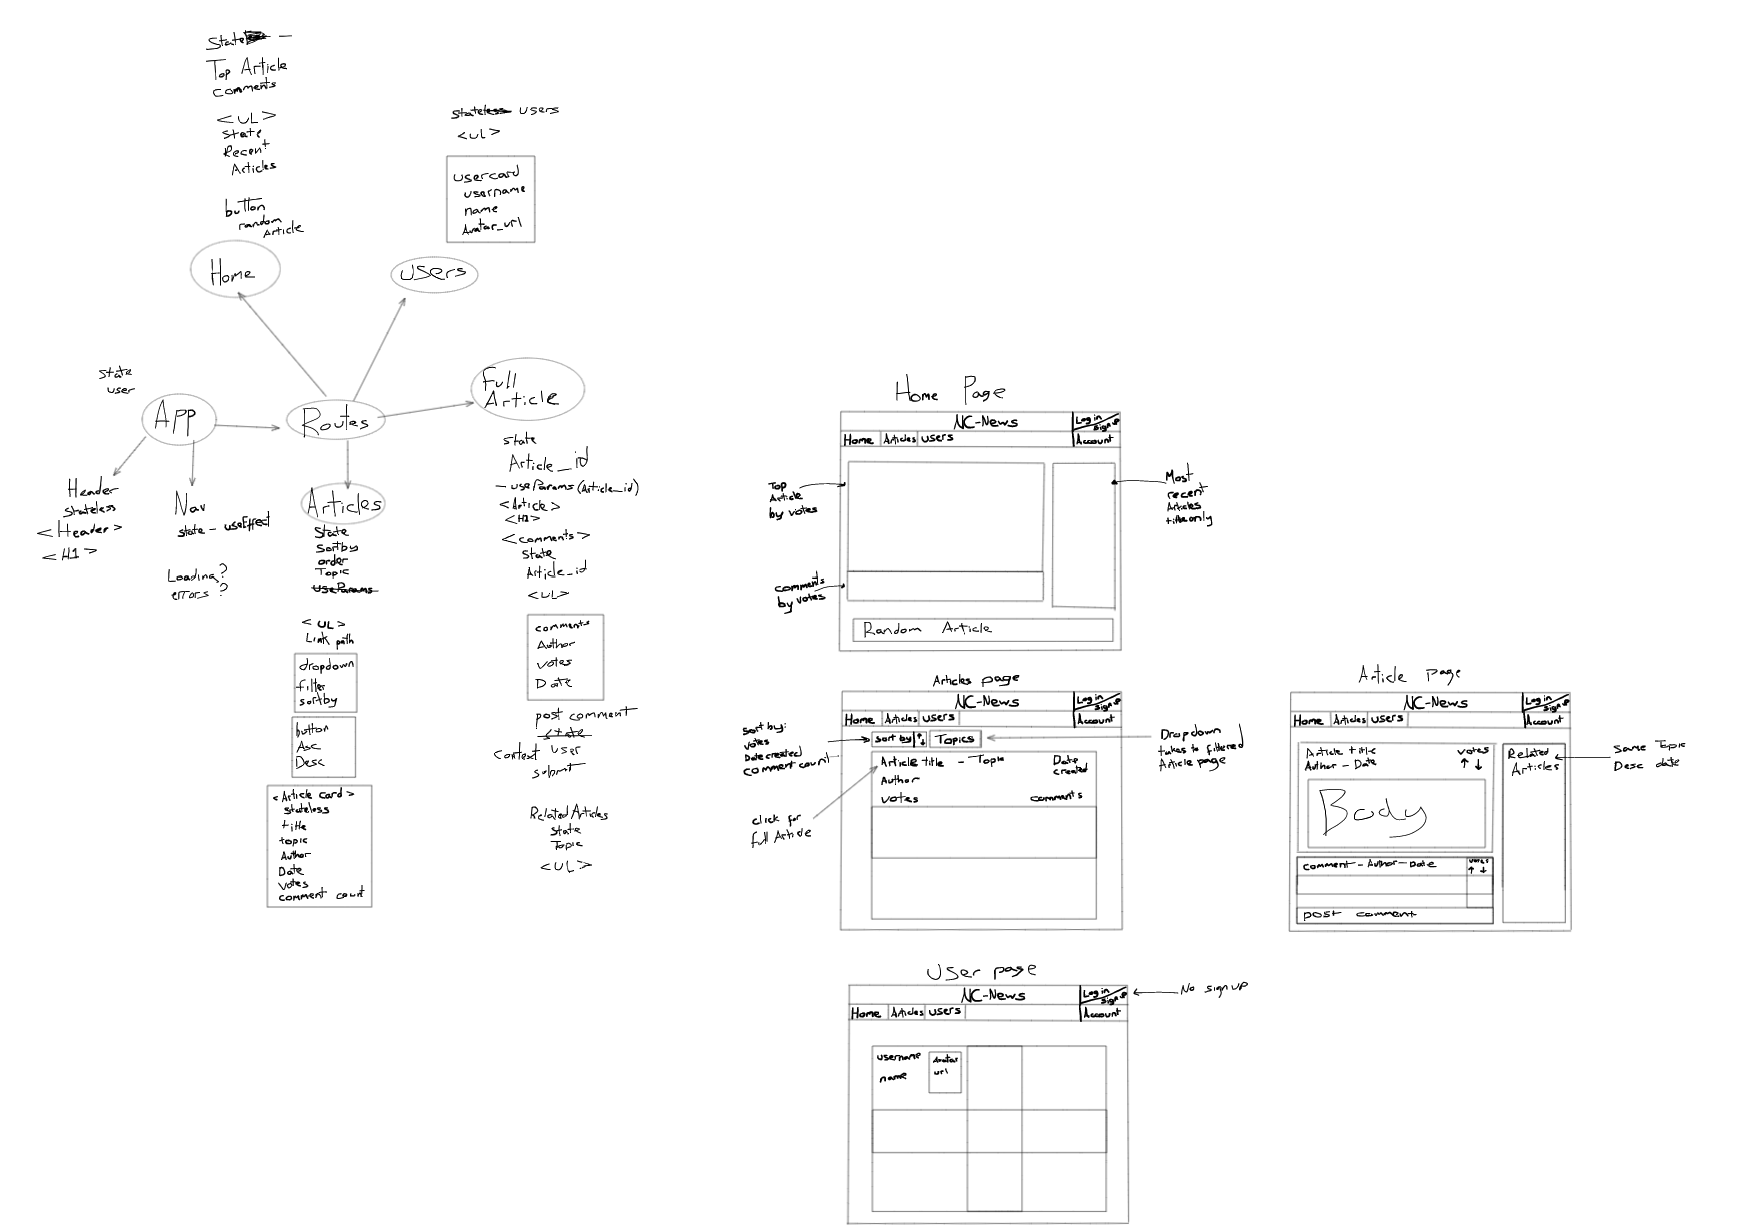 State —
Top Article
comments
<UL>
State
Recent
Articles
button
random
Article
Home
stateless users
<UL>
usercard
username
name
Avatar_url
users
State
user
App
Routes
Full
Article
Header
stateless
<Header>
<H1>
Nav
state - useEffect
Loading?
errors?
Articles
State
Sortby
order
Topic
useParams
<UL>
Link path
dropdown
filter
sortby
button
Asc
Desc
<Article card>
stateless
title
topic
Author
Date
votes
comment count
state
Article_id
- useParams(Article_id)
<Article>
<H1>
<comments>
State
Article_id
<UL>
comments
Author
votes
Date
post comment
state
context user
submit
Related Articles
State
Topic
<UL>
Home Page
NC-News
Log in
Sign up
Home Articles users
Account
Top
Article
by votes
comments
by votes
Most
recent
Articles
title only
Random Article
Articles page
NC-News
Log in
Sign up
Home Articles users
Account
Sort by:
votes
Date created
comment count
sort by ↑↓ Topics
Dropdown
takes to filtered
Article page
Article title - Topic
Date
created
Author
votes
comments
click for
full Article
Article page
NC-News
Log in
Sign up
Home Articles users
Account
Article title
votes
Author - Date
↑ ↓
Body
Related
Articles
Same Topic
Desc date
comment - Author - Date
votes
↑ ↓
post comment
User page
NC-News
Log in
Sign up
No sign up
Home Articles users
Account
username
name
Avatar
url